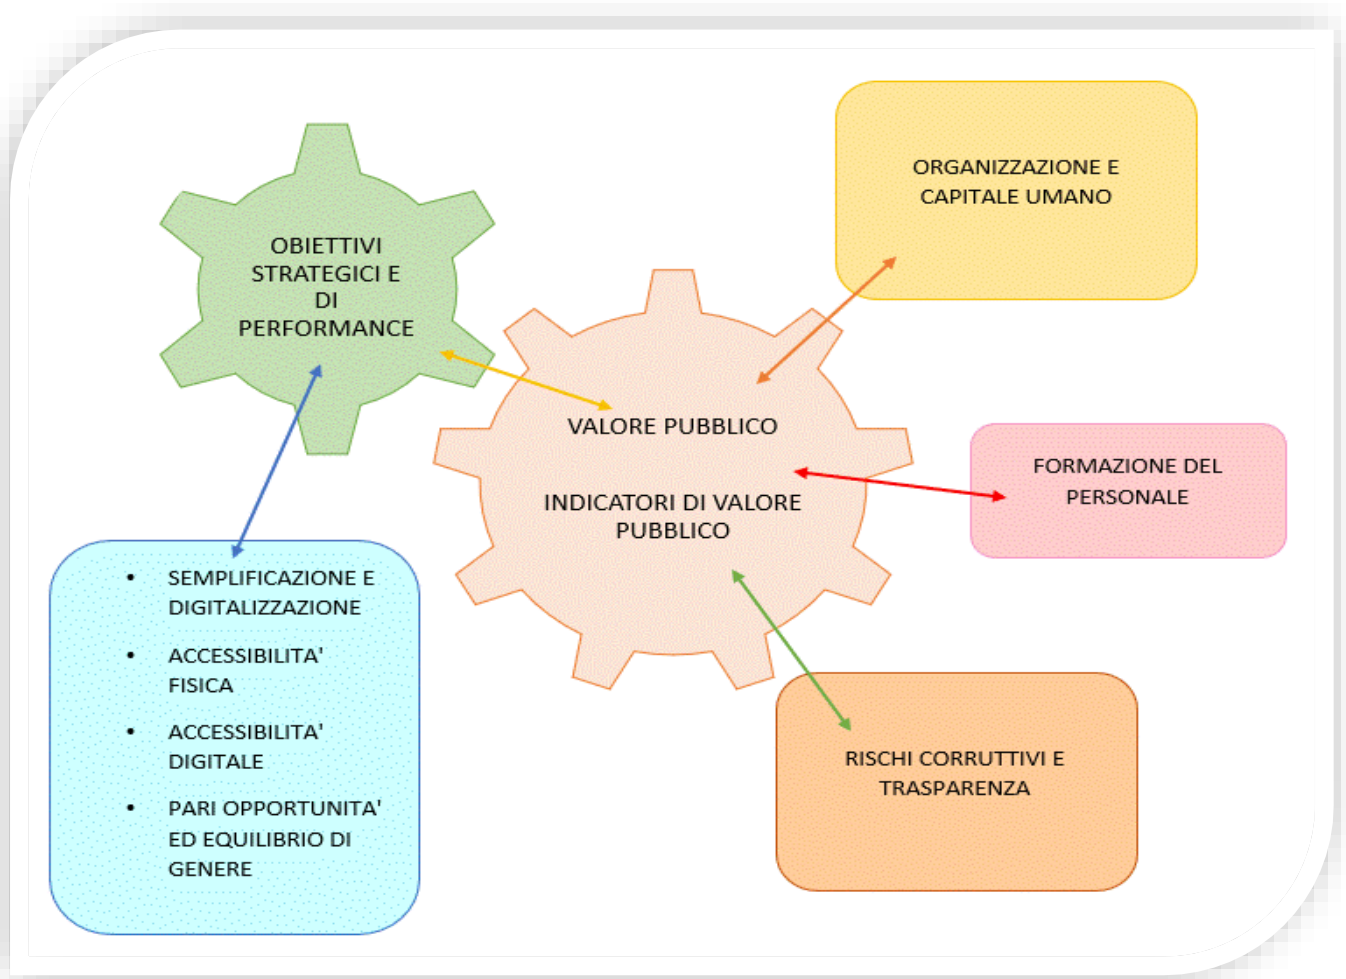 OBIETTIVI
STRATEGICI E
DI
PERFORMANCE
VALORE PUBBLICO
INDICATORI DI VALORE
PUBBLICO
ORGANIZZAZIONE E
CAPITALE UMANO
FORMAZIONE DEL
PERSONALE
RISCHI CORRUTTIVI E
TRASPARENZA
• SEMPLIFICAZIONE E
DIGITALIZZAZIONE
• ACCESSIBILITA'
FISICA
• ACCESSIBILITA'
DIGITALE
• PARI OPPORTUNITA'
ED EQUILIBRIO DI
GENERE